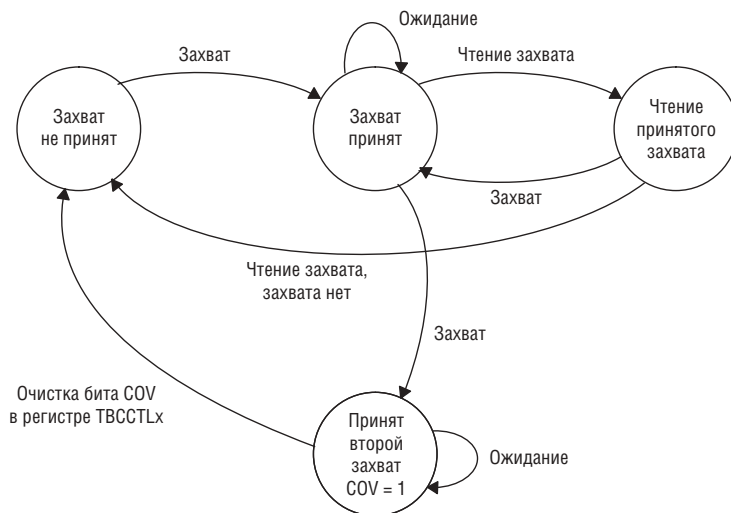 Ожидание
Захват
Чтение захвата
Захват
не принят
Захват
принят
Чтение
принятого
захвата
Захват
Чтение захвата,
захвата нет
Захват
Очистка бита COV
в регистре TBCCTLx
Принят
второй
захват
COV = 1
Ожидание